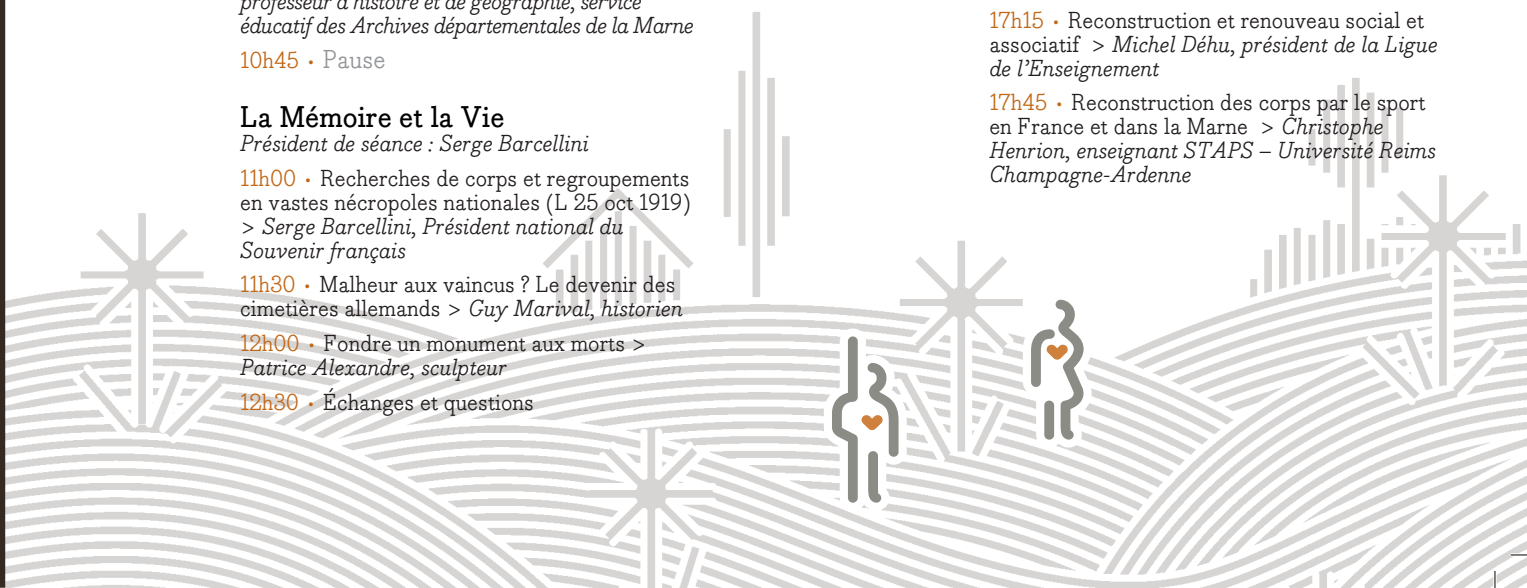 professeur d'histoire et de géographie, service
éducatif des Archives départementales de la Marne
10h45 • Pause
La Mémoire et la Vie
Président de séance : Serge Barcellini
11h00 • Recherches de corps et regroupements
en vastes nécropoles nationales (L 25 oct 1919)
> Serge Barcellini, Président national du
Souvenir français
11h30 • Malheur aux vaincus ? Le devenir des
cimetières allemands > Guy Marival, historien
12h00 • Fondre un monument aux morts >
Patrice Alexandre, sculpteur
12h30 • Échanges et questions
17h15 • Reconstruction et renouveau social et
associatif > Michel Déhu, président de la Ligue
de l'Enseignement
17h45 • Reconstruction des corps par le sport
en France et dans la Marne > Christophe
Henrion, enseignant STAPS – Université Reims
Champagne-Ardenne